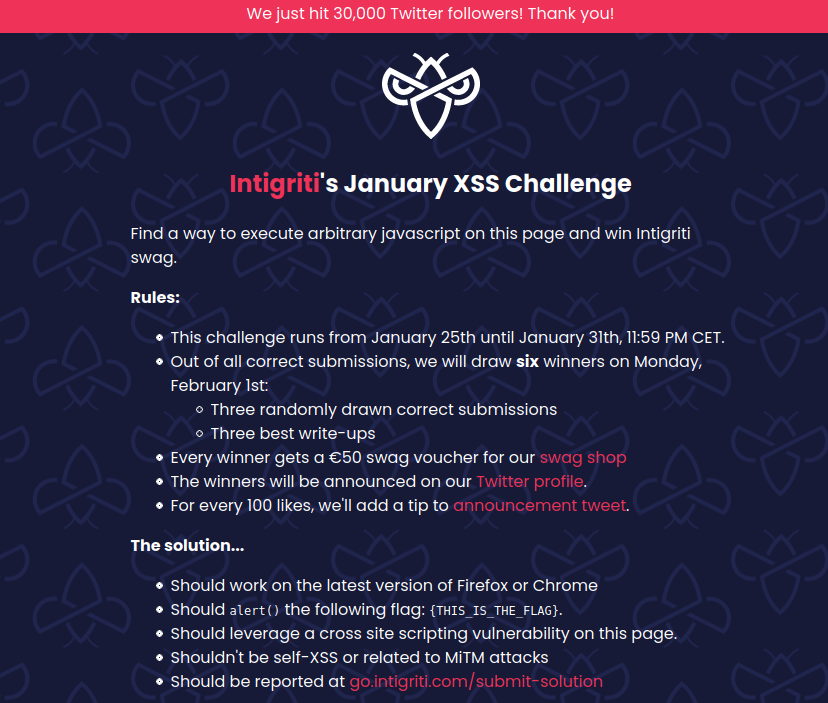 We just hit 30,000 Twitter followers! Thank you!
Intigriti's January XSS Challenge
Find a way to execute arbitrary javascript on this page and win Intigriti
swag.
Rules:
This challenge runs from January 25th until January 31th, 11:59 PM CET.
Out of all correct submissions, we will draw six winners on Monday,
February 1st:
Three randomly drawn correct submissions
Three best write-ups
Every winner gets a €50 swag voucher for our swag shop
The winners will be announced on our Twitter profile.
For every 100 likes, we'll add a tip to announcement tweet.
The solution...
Should work on the latest version of Firefox or Chrome
Should alert() the following flag: {THIS_IS_THE_FLAG}.
Should leverage a cross site scripting vulnerability on this page.
Shouldn't be self-XSS or related to MiTM attacks
Should be reported at go.intigriti.com/submit-solution